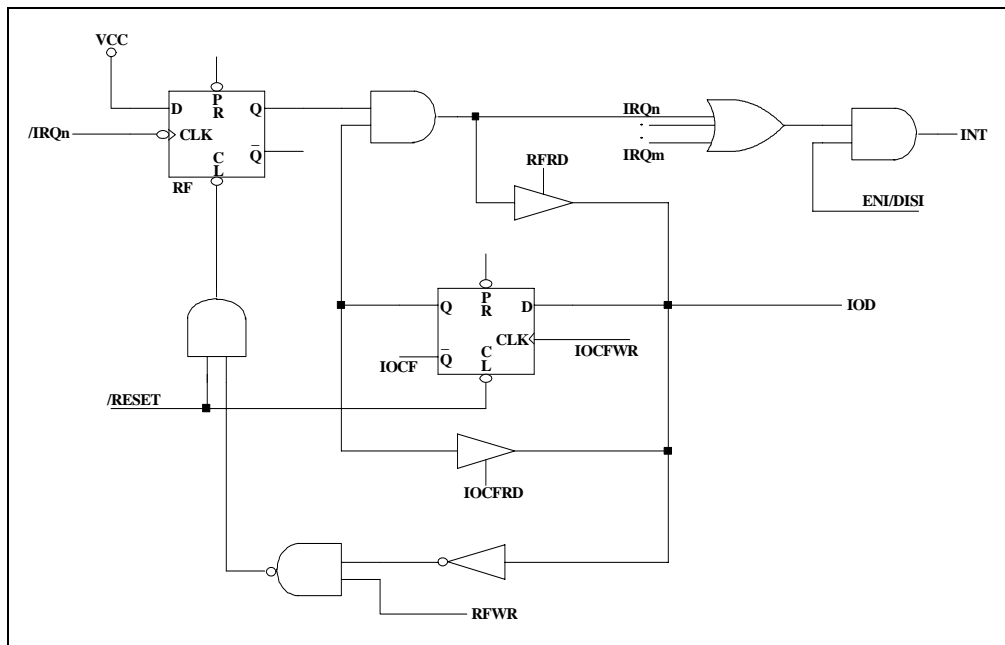 VCC
D
P
R
Q
/IRQn
CLK
C
L
Q
RF
IRQn
IRQm
INT
ENI/DISI
RFRD
Q
P
R
D
IOD
CLK
IOCFWR
IOCF
Q
C
L
/RESET
IOCFRD
RFWR